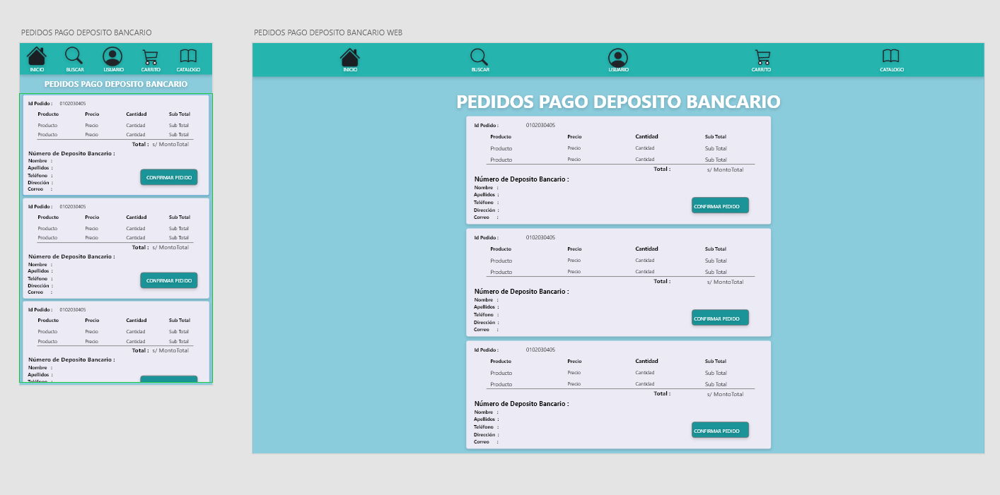 PEDIDOS PAGO DEPOSITO BANCARIO
INICIO BUSCAR USUARIO CARRITO CATALOGO
PEDIDOS PAGO DEPOSITO BANCARIO
Id Pedido : 0102030405
Producto Precio Cantidad Sub Total
Producto Precio Cantidad Sub Total
Producto Precio Cantidad Sub Total
Total : s/ MontoTotal
Número de Deposito Bancario :
Nombre :
Apellidos :
Teléfono :
Dirección :
Correo :
CONFIRMAR PEDIDO
Id Pedido : 0102030405
Producto Precio Cantidad Sub Total
Producto Precio Cantidad Sub Total
Producto Precio Cantidad Sub Total
Total : s/ MontoTotal
Número de Deposito Bancario :
Nombre :
Apellidos :
Teléfono :
Dirección :
Correo :
CONFIRMAR PEDIDO
Id Pedido : 0102030405
Producto Precio Cantidad Sub Total
Producto Precio Cantidad Sub Total
Producto Precio Cantidad Sub Total
Total : s/ MontoTotal
Número de Deposito Bancario :
Nombre :
Apellidos :
Teléfono :
PEDIDOS PAGO DEPOSITO BANCARIO WEB
INICIO BUSCAR USUARIO CARRITO CATALOGO
PEDIDOS PAGO DEPOSITO BANCARIO
Id Pedido : 0102030405
Producto Precio Cantidad Sub Total
Producto Precio Cantidad Sub Total
Producto Precio Cantidad Sub Total
Total : s/ MontoTotal
Número de Deposito Bancario :
Nombre :
Apellidos :
Teléfono :
Dirección :
Correo :
CONFIRMAR PEDIDO
Id Pedido : 0102030405
Producto Precio Cantidad Sub Total
Producto Precio Cantidad Sub Total
Producto Precio Cantidad Sub Total
Total : s/ MontoTotal
Número de Deposito Bancario :
Nombre :
Apellidos :
Teléfono :
Dirección :
Correo :
CONFIRMAR PEDIDO
Id Pedido : 0102030405
Producto Precio Cantidad Sub Total
Producto Precio Cantidad Sub Total
Producto Precio Cantidad Sub Total
Total : s/ MontoTotal
Número de Deposito Bancario :
Nombre :
Apellidos :
Teléfono :
Dirección :
Correo :
CONFIRMAR PEDIDO